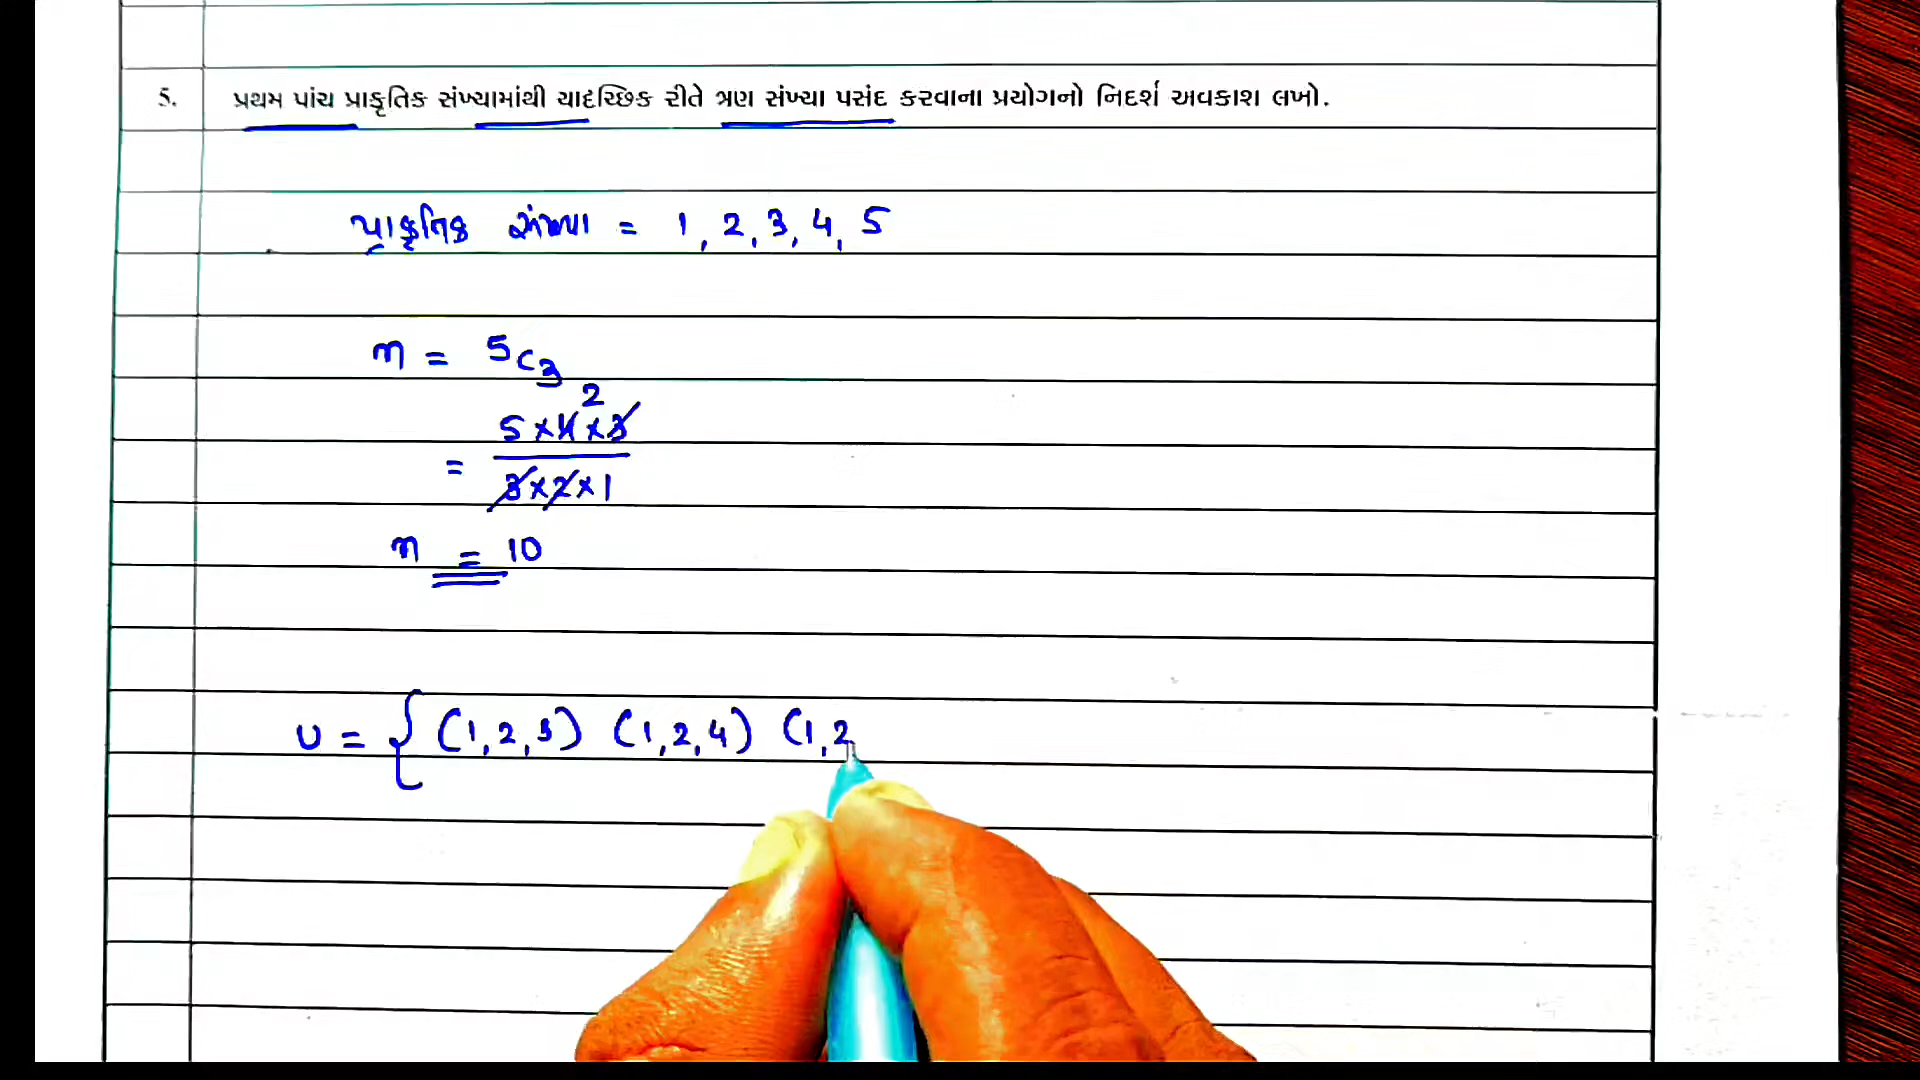 5. પ્રથમ પાંચ પ્રાકૃતિક સંખ્યામાંથી યાદચ્છિક રીતે ત્રણ સંખ્યા પસંદ કરવાના પ્રયોગનો નિદર્શ અવકાશ લખો.
પ્રાકૃતિક સંખ્યા = 1, 2, 3, 4, 5
n = 5C3
2
5 × 4 × 3
=
3 × 2 × 1
n = 10
U = { (1,2,3) (1,2,4) (1,2